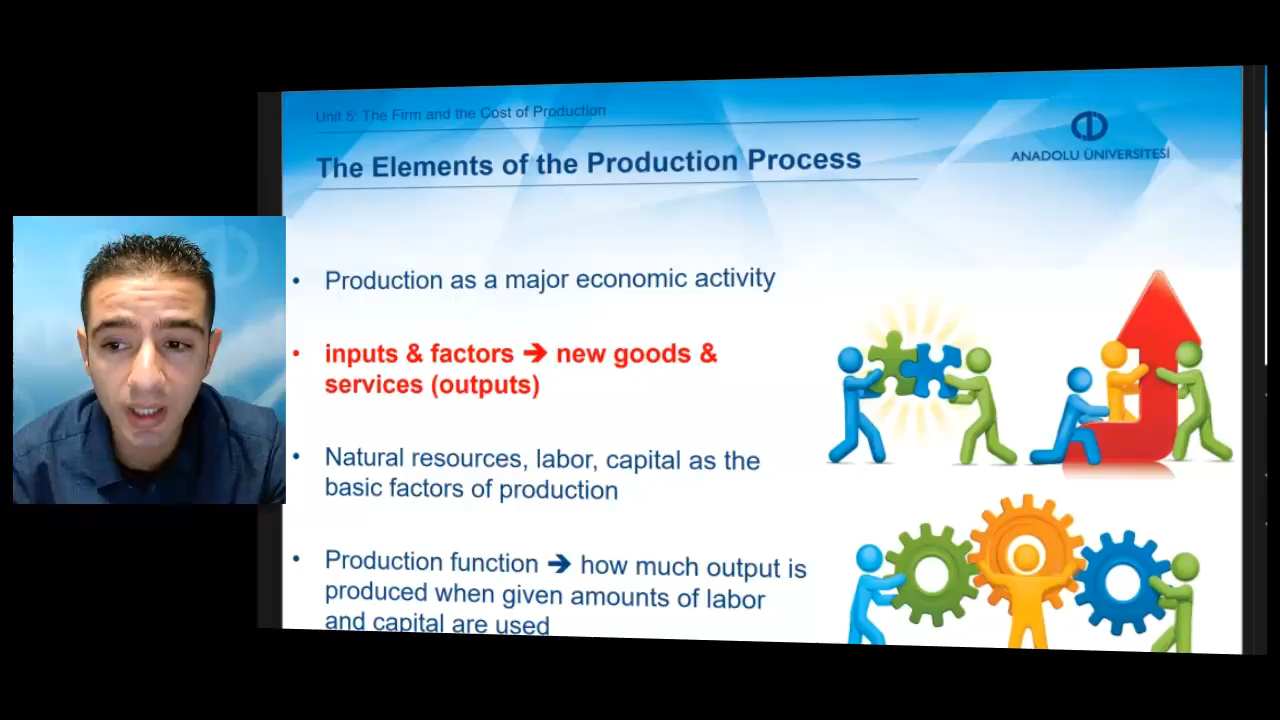 Unit 5: The Firm and the Cost of Production
The Elements of the Production Process
ANADOLU ÜNİVERSİTESİ
• Production as a major economic activity
• inputs & factors ➔ new goods &
services (outputs)
• Natural resources, labor, capital as the
basic factors of production
• Production function ➔ how much output is
produced when given amounts of labor
and capital are used